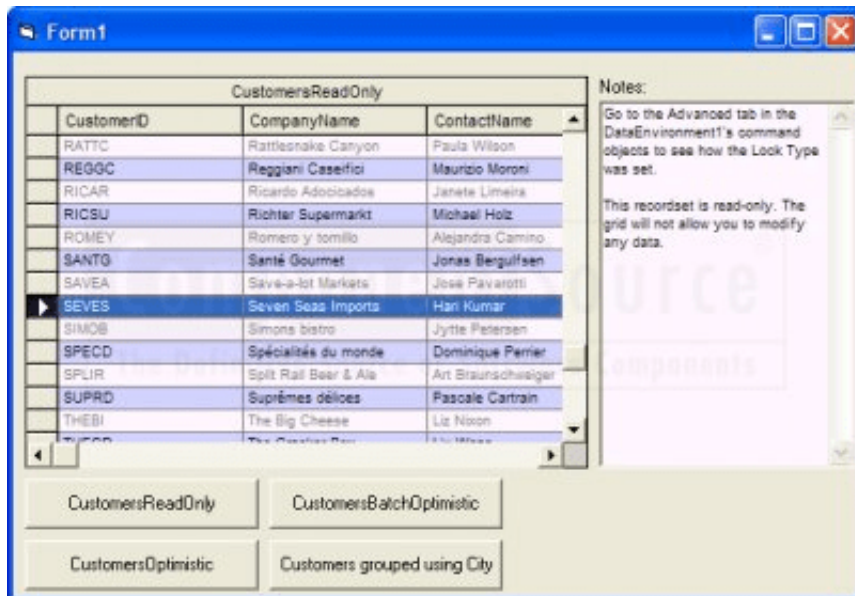 Form1
CustomersReadOnly
CustomerID CompanyName ContactName
RATTC Rattlesnake Canyon Paula Wilson
REGGC Reggiani Caseifici Maurizio Moroni
RICAR Ricardo Adocicados Janete Limeira
RICSU Richter Supermarkt Michael Holz
ROMEY Romero y tomillo Alejandra Camino
SANTG Santé Gourmet Jonas Bergulfsen
SAVEA Save-a-lot Markets Jose Pavarotti
SEVES Seven Seas Imports Hari Kumar
SIMOB Simons bistro Jytte Petersen
SPECD Spécialités du monde Dominique Perrier
SPLIR Split Rail Beer & Ale Art Braunschweiger
SUPRD Suprêmes délices Pascale Cartrain
THEBI The Big Cheese Liz Nixon
Notes:
Go to the Advanced tab in the
DataEnvironment1's command
objects to see how the Lock Type
was set.
This recordset is read-only. The
grid will not allow you to modify
any data.
CustomersReadOnly CustomersBatchOptimistic
CustomersOptimistic Customers grouped using City